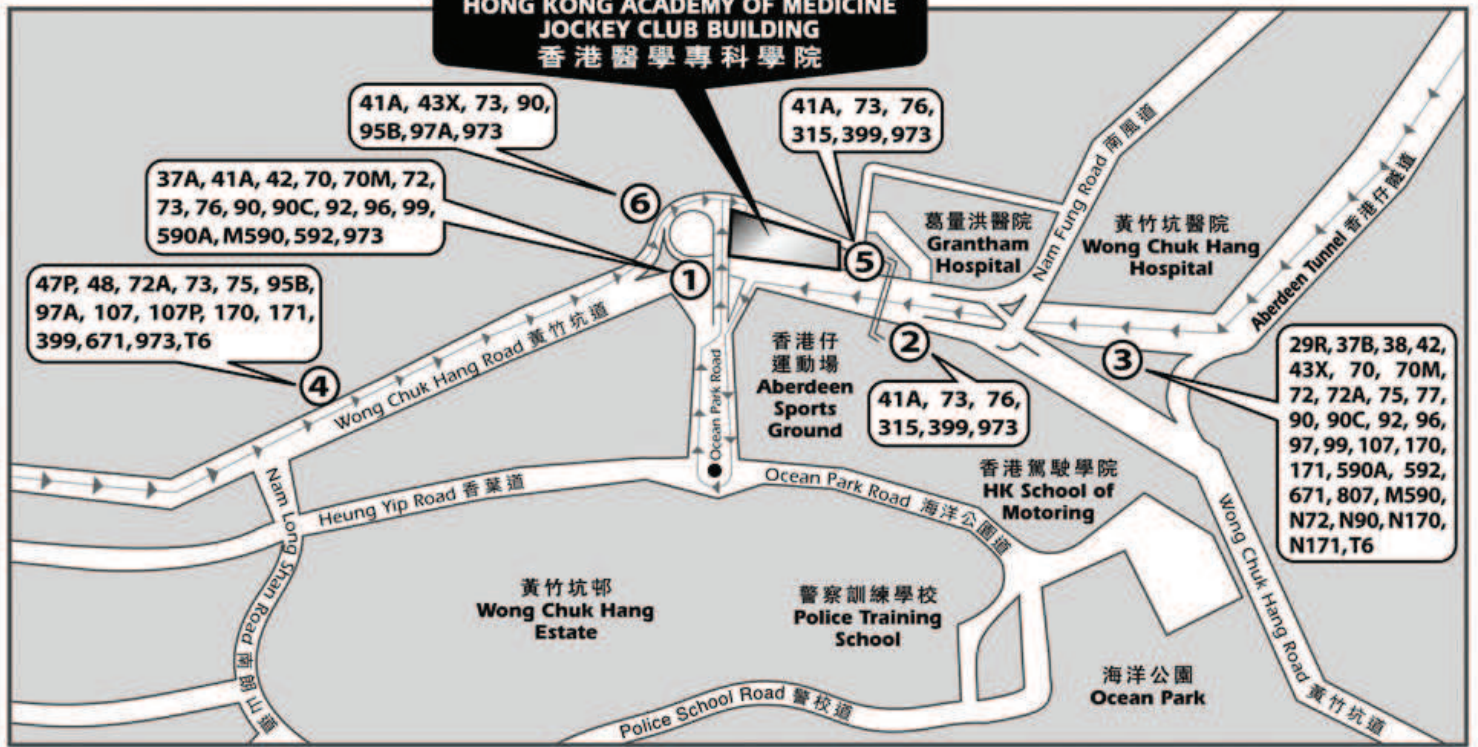 HONG KONG ACADEMY OF MEDICINE
JOCKEY CLUB BUILDING
香港醫學專科學院
41A, 43X, 73, 90,
95B, 97A, 973
41A, 73, 76,
315, 399, 973
37A, 41A, 42, 70, 70M, 72,
73, 76, 90, 90C, 92, 96, 99,
590A, M590, 592, 973
47P, 48, 72A, 73, 75, 95B,
97A, 107, 107P, 170, 171,
399, 671, 973, T6
6
5
1
4
2
3
葛量洪醫院
Grantham
Hospital
Nam Fung Road 南風道
黃竹坑醫院
Wong Chuk Hang
Hospital
Aberdeen Tunnel 香港仔隧道
Wong Chuk Hang Road 黃竹坑道
香港仔
運動場
Aberdeen
Sports
Ground
41A, 73, 76,
315, 399, 973
29R, 37B, 38, 42,
43X, 70, 70M,
72, 72A, 75, 77,
90, 90C, 92, 96,
97, 99, 107, 170,
171, 590A, 592,
671, 807, M590,
N72, N90, N170,
N171, T6
Ocean Park Road
Nam Long Shan Road 南朗山道
Heung Yip Road 香葉道
Ocean Park Road 海洋公園道
香港駕駛學院
HK School of
Motoring
Wong Chuk Hang Road 黃竹坑道
黃竹坑邨
Wong Chuk Hang
Estate
警察訓練學校
Police Training
School
海洋公園
Ocean Park
Police School Road 警校道